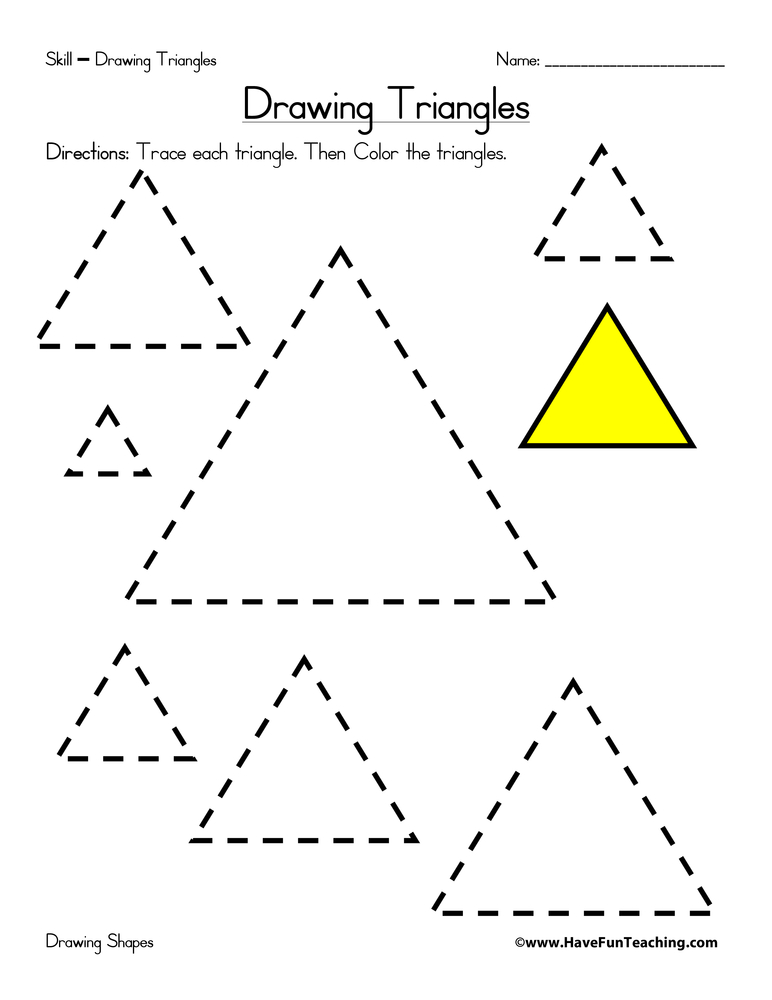 Skill – Drawing Triangles
Name: _________________________
Drawing Triangles
Directions: Trace each triangle. Then Color the triangles.
Drawing Shapes
©www.HaveFunTeaching.com